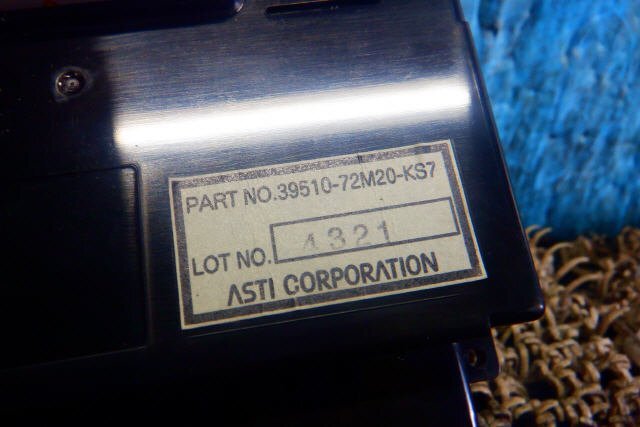 PART NO.39510-72M20-KS7
LOT NO. 4321
ASTI CORPORATION